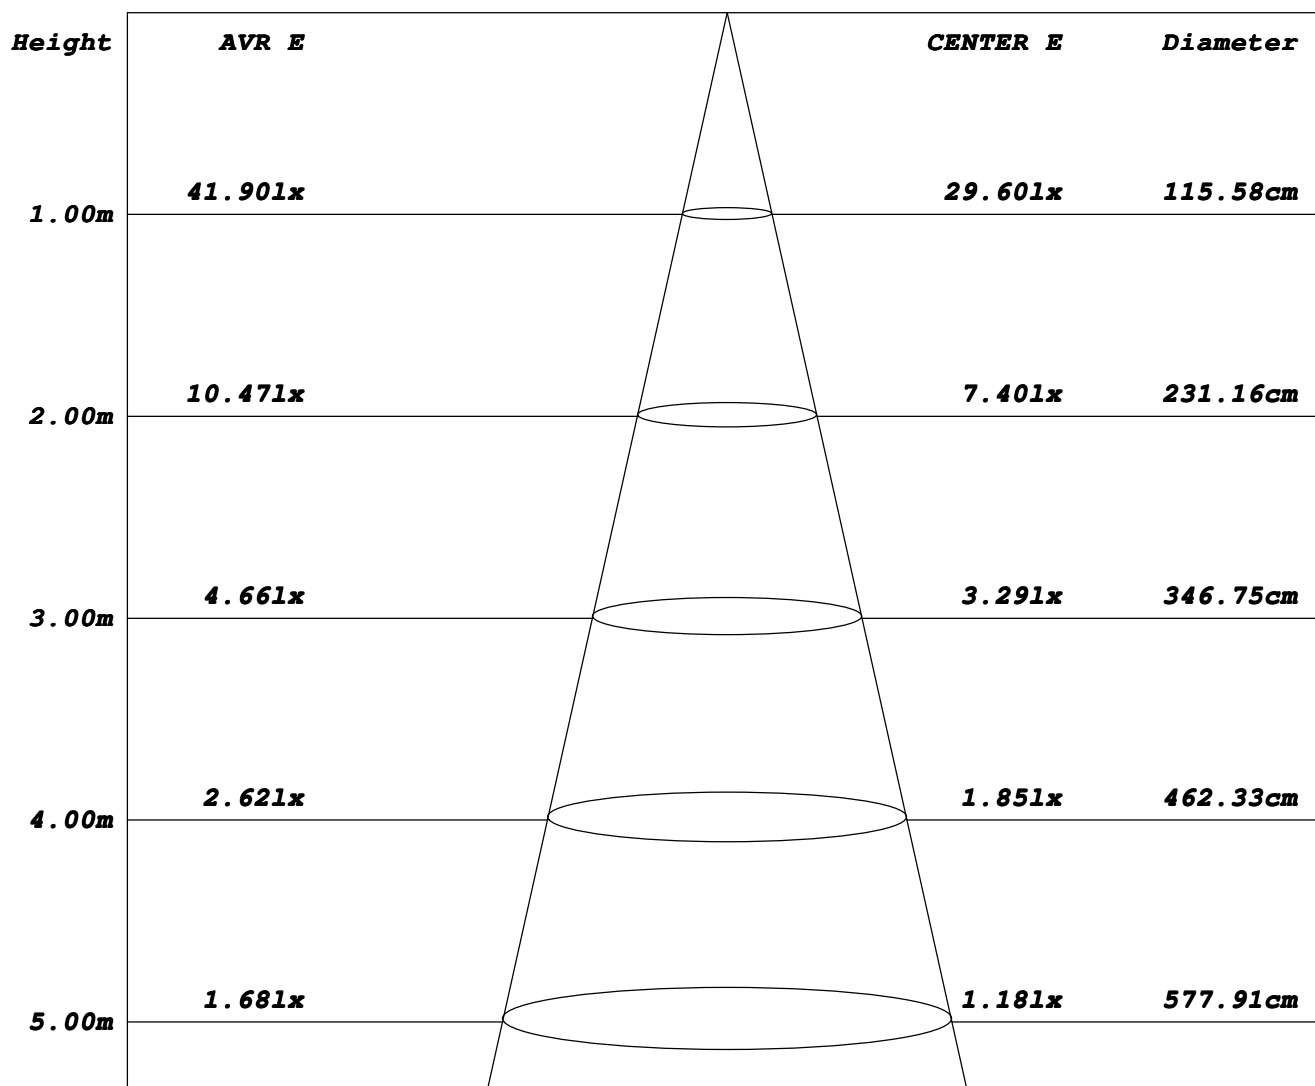 Height AVR E CENTER E Diameter
41.90lx 29.60lx 115.58cm
1.00m
10.47lx 7.40lx 231.16cm
2.00m
4.66lx 3.29lx 346.75cm
3.00m
2.62lx 1.85lx 462.33cm
4.00m
1.68lx 1.18lx 577.91cm
5.00m